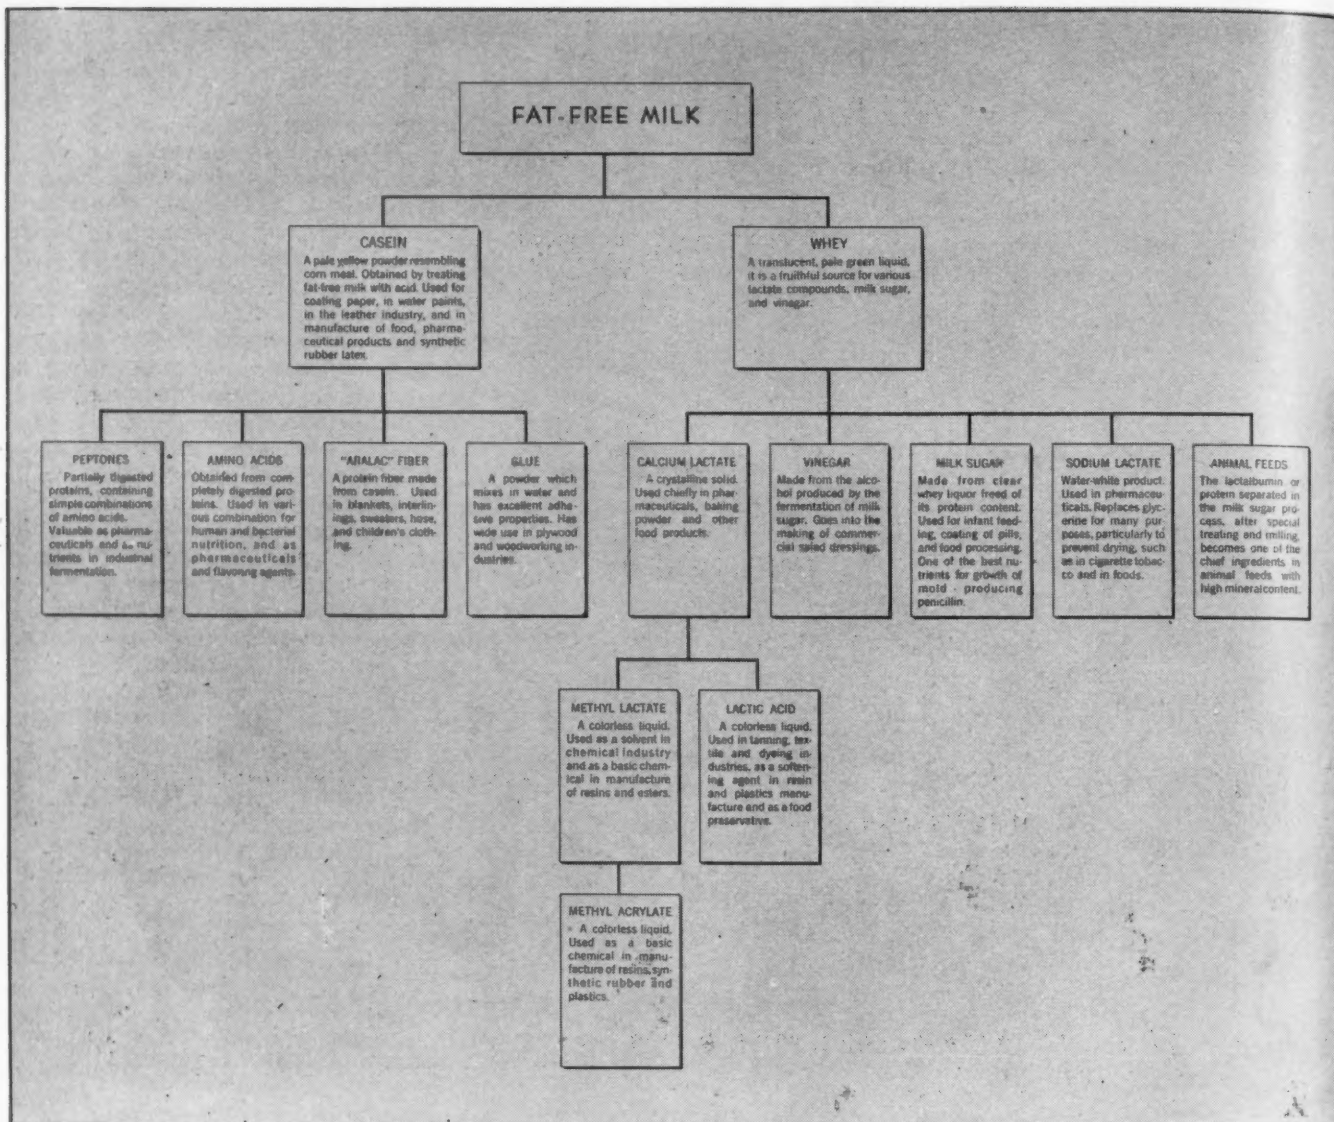 FAT-FREE MILK
CASEIN
A pale yellow powder resembling
corn meal. Obtained by treating
fat-free milk with acid. Used for
coating paper, in water paints,
in the leather industry, and in
manufacture of food, pharma-
ceutical products and synthetic
rubber latex.
WHEY
A translucent, pale green liquid,
it is a fruithful source for various
lactate compounds, milk sugar,
and vinegar.
PEPTONES
Partially digested
proteins, containing
simple combinations
of amino acids.
Valuable as pharma-
ceuticals and as nu-
trients in industrial
fermentation.
AMINO ACIDS
Obtained from com-
pletely digested pro-
teins. Used in vari-
ous combination for
human and bacterial
nutrition, and as
pharmaceuticals
and flavoring agents.
"ARALAC" FIBER
A protein fiber made
from casein. Used
in blankets, interlin-
ings, sweaters, hose,
and children's cloth-
ing.
GLUE
A powder which
mixes in water and
has excellent adhe-
sive properties. Has
wide use in plywood
and woodworking in-
dustries.
CALCIUM LACTATE
A crystalline solid.
Used chiefly in phar-
maceuticals, baking
powder and other
food products.
VINEGAR
Made from the alco-
hol produced by the
fermentation of milk
sugar. Goes into the
making of commer-
cial salad dressings.
MILK SUGAR
Made from clear
whey liquor freed of
its protein content.
Used for infant feed-
ing, coating of pills,
and food processing.
One of the best nu-
trients for growth of
mold - producing
penicillin.
SODIUM LACTATE
Water-white product.
Used in pharmaceu-
ticals. Replaces glyc-
erine for many pur-
poses, particularly to
prevent drying, such
as in cigarette tobac-
co and in foods.
ANIMAL FEEDS
The lactalbumin or
protein separated in
the milk sugar pro-
cess, after special
treating and milling,
becomes one of the
chief ingredients in
animal feeds with
high mineral content.
METHYL LACTATE
A colorless liquid.
Used as a solvent in
chemical industry
and as a basic chem-
ical in manufacture
of resins and esters.
LACTIC ACID
A colorless liquid.
Used in tanning, tex-
tile and dyeing in-
dustries, as a soften-
ing agent in resin
and plastics manu-
facture and as a food
preservative.
METHYL ACRYLATE
A colorless liquid.
Used as a basic
chemical in manu-
facture of resins, syn-
thetic rubber and
plastics.